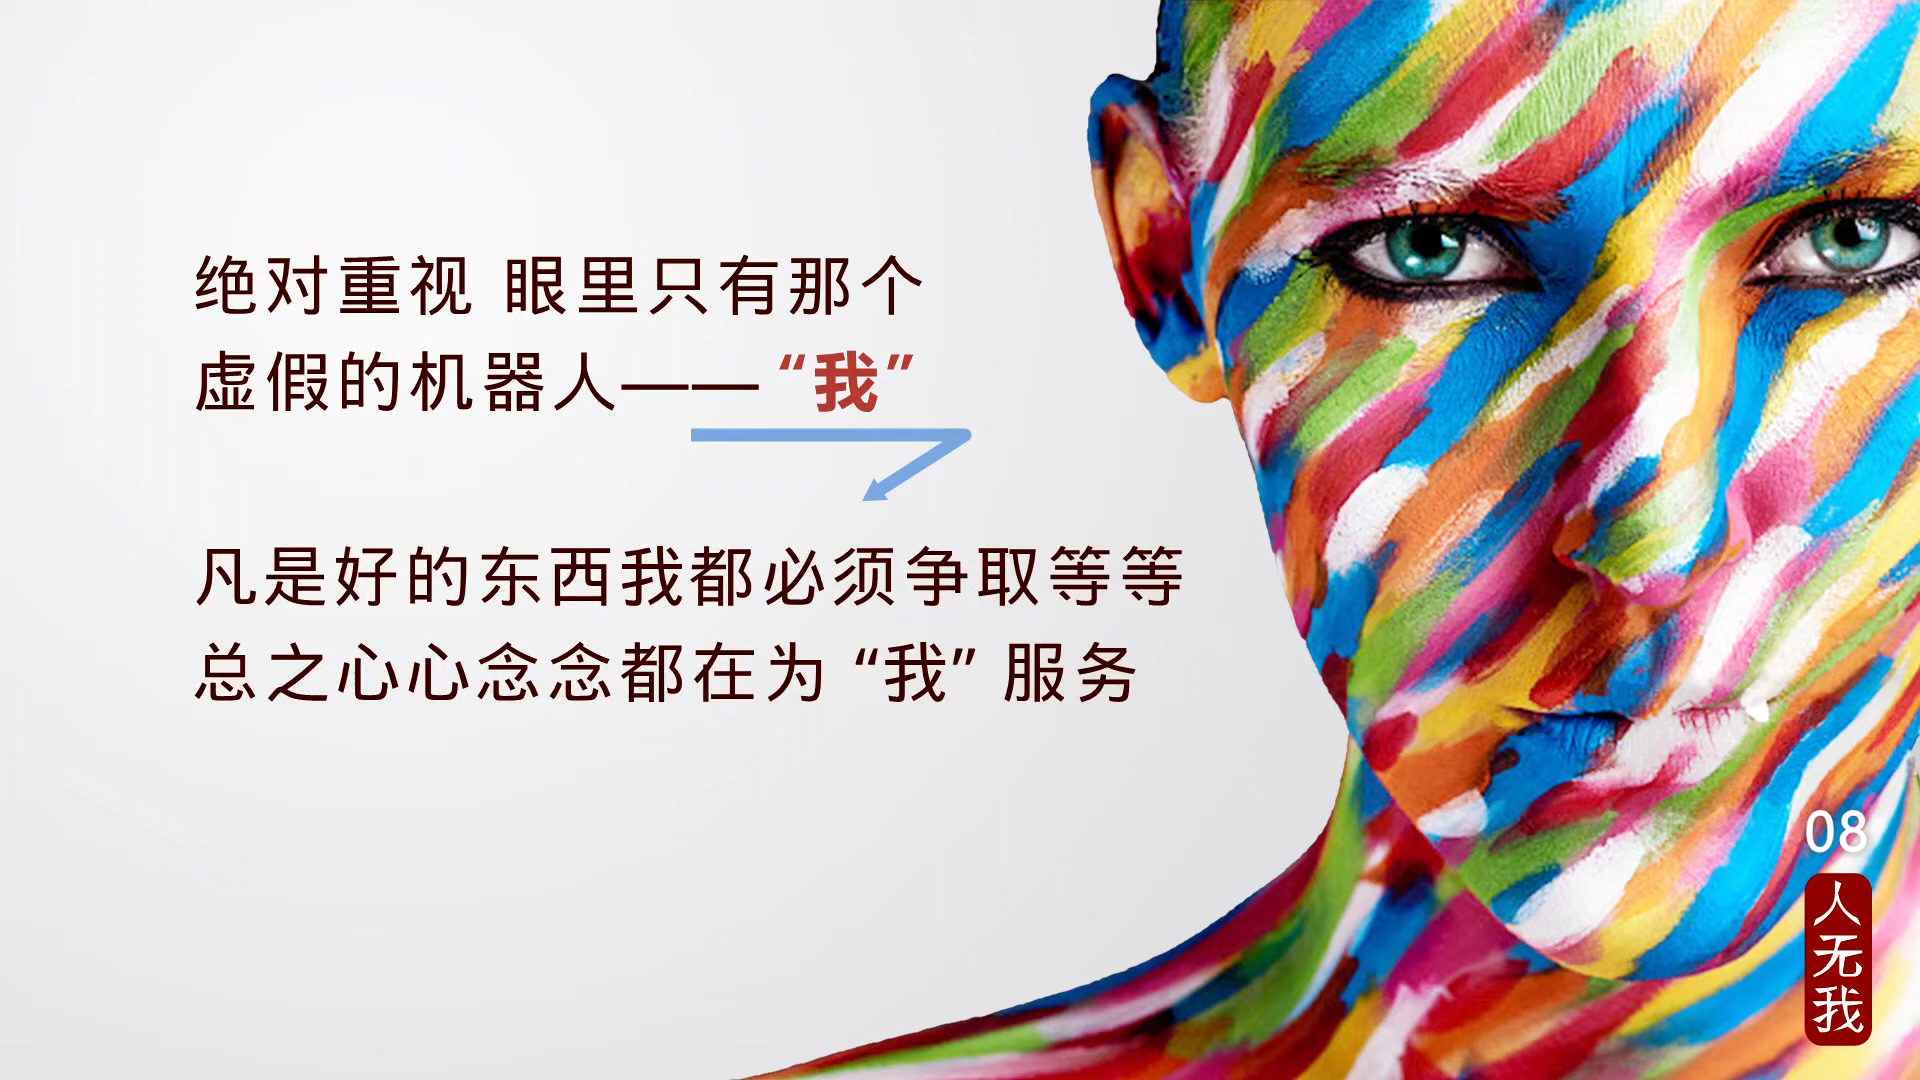 绝对重视 眼里只有那个
虚假的机器人——“我”
凡是好的东西我都必须争取等等
总之心心念念都在为“我”服务
08
人无我